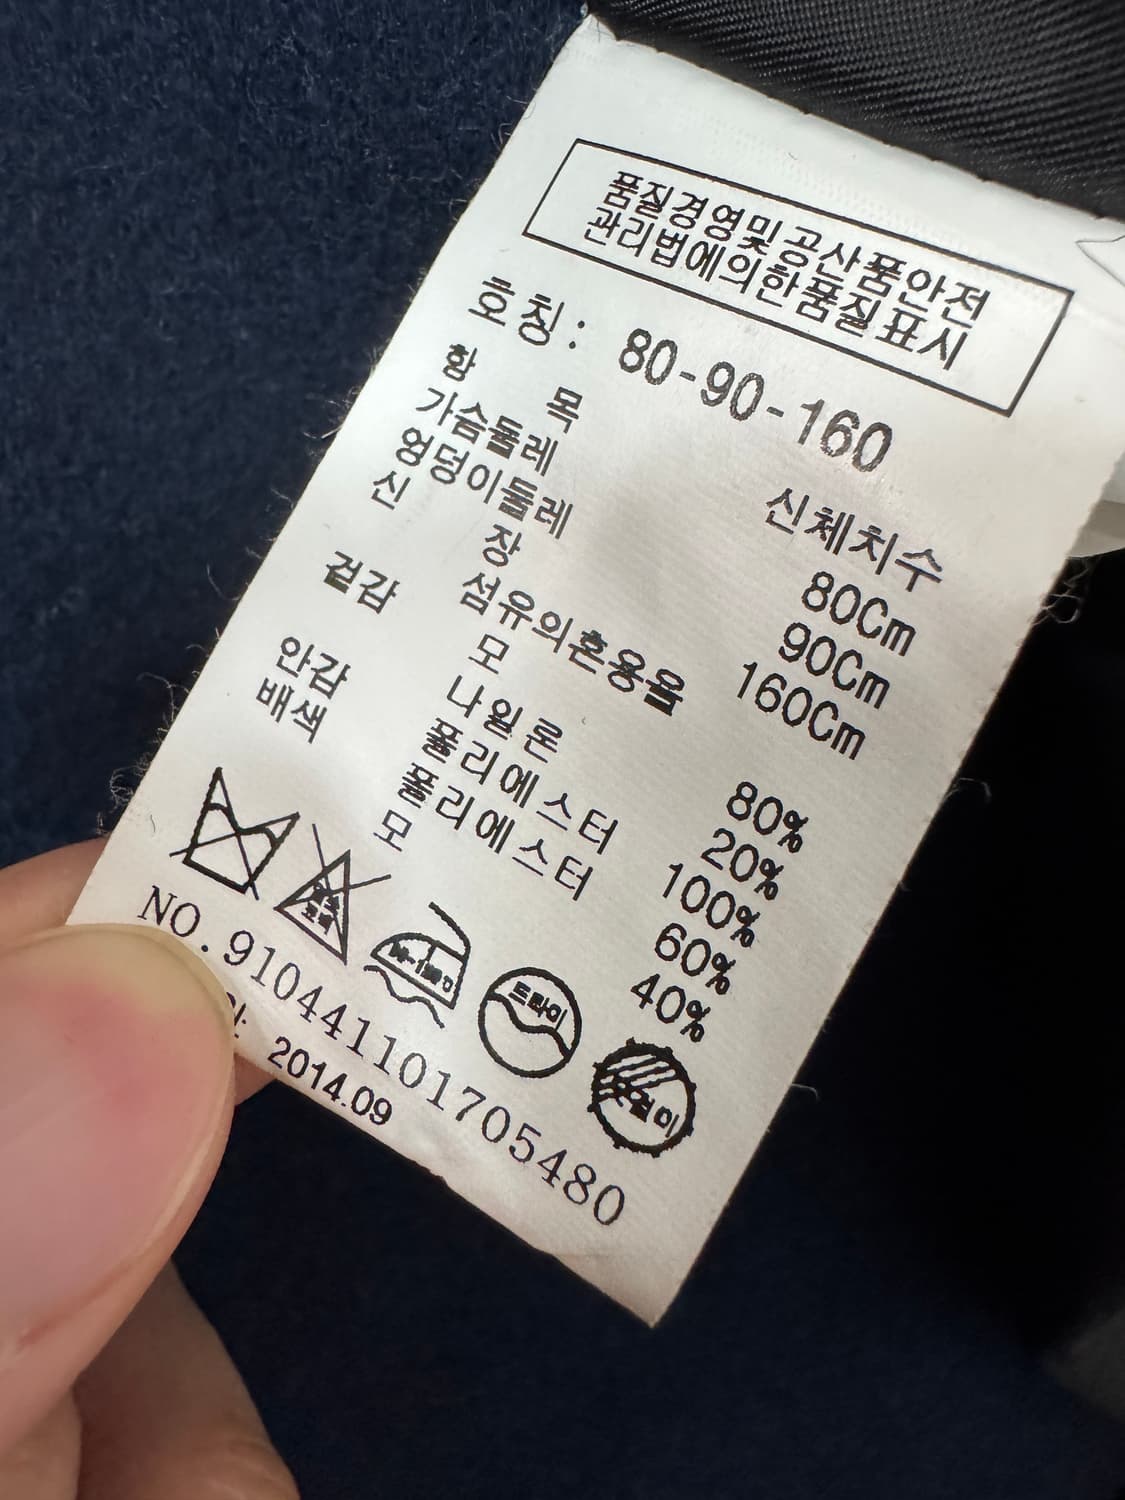 품질경영및공산품안전
관리법에의한품질표시
호칭: 80-90-160
항 목 신체치수
가슴둘레 80Cm
엉덩이둘레 90Cm
신 장 160Cm
섬유의혼용율
겉감 모 80%
나일론 20%
안감 폴리에스터 100%
배색 폴리에스터 60%
모 40%
드라이
NO.9104411017054​80
2014.09